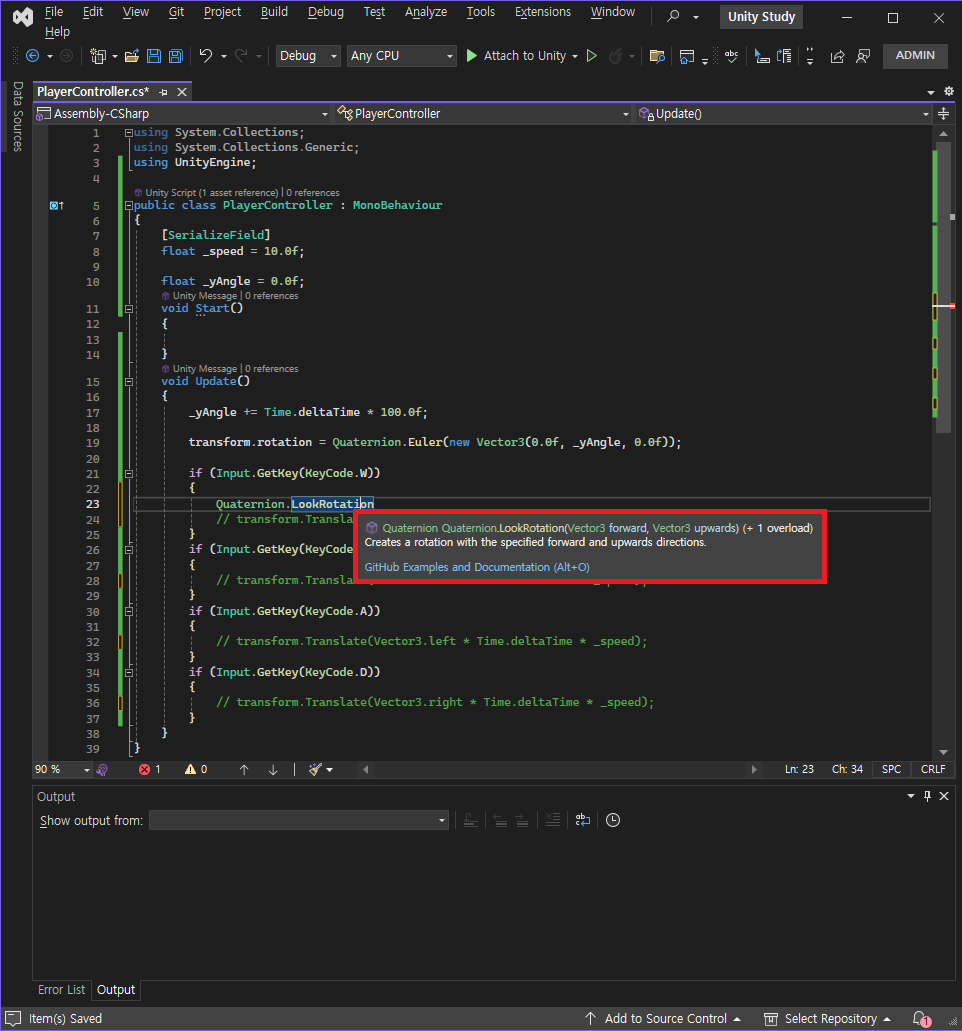 File Edit View Git Project Build Debug Test Analyze Tools Extensions Window Unity Study
Help
Debug Any CPU Attach to Unity ADMIN
Data Sources
PlayerController.cs*
Assembly-CSharp PlayerController Update()
1 using System.Collections;
2 using System.Collections.Generic;
3 using UnityEngine;
4
Unity Script (1 asset reference) | 0 references
5 public class PlayerController : MonoBehaviour
6 {
7 [SerializeField]
8 float _speed = 10.0f;
9
10 float _yAngle = 0.0f;
Unity Message | 0 references
11 void Start()
12 {
13
14 }
Unity Message | 0 references
15 void Update()
16 {
17 _yAngle += Time.deltaTime * 100.0f;
18
19 transform.rotation = Quaternion.Euler(new Vector3(0.0f, _yAngle, 0.0f));
20
21 if (Input.GetKey(KeyCode.W))
22 {
23 Quaternion.LookRotation
24 // transform.Transla
Quaternion Quaternion.LookRotation(Vector3 forward, Vector3 upwards) (+ 1 overload)
Creates a rotation with the specified forward and upwards directions.
GitHub Examples and Documentation (Alt+O)
25 }
26 if (Input.GetKey(KeyCode
27 {
28 // transform.Transla
29 }
30 if (Input.GetKey(KeyCode.A))
31 {
32 // transform.Translate(Vector3.left * Time.deltaTime * _speed);
33 }
34 if (Input.GetKey(KeyCode.D))
35 {
36 // transform.Translate(Vector3.right * Time.deltaTime * _speed);
37 }
38 }
39 }
90 % 1 0 Ln: 23 Ch: 34 SPC CRLF
Output
Show output from:
Error List Output
Item(s) Saved Add to Source Control Select Repository 1